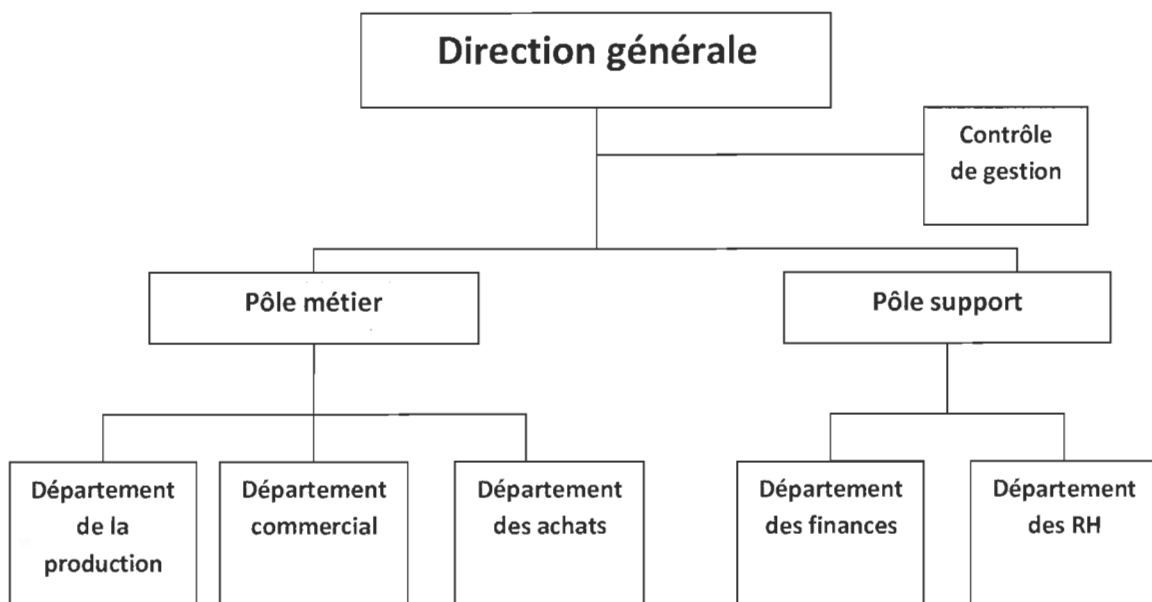 Direction générale
Contrôle
de gestion
Pôle métier
Pôle support
Département
de la
production
Département
commercial
Département
des achats
Département
des finances
Département
des RH